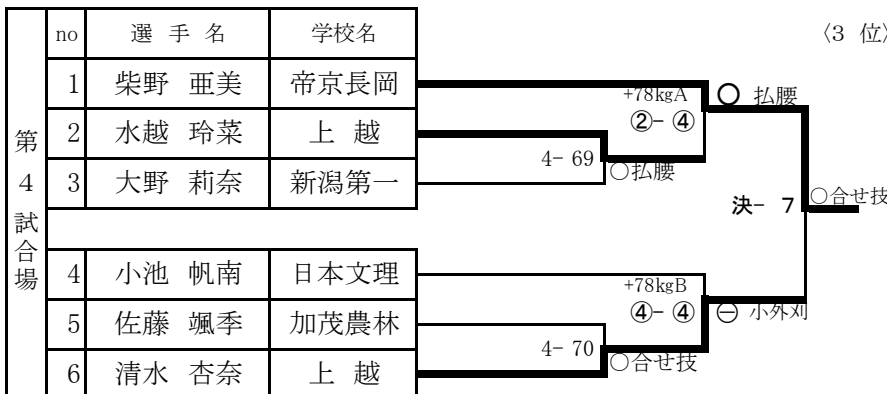 no 選 手 名 学校名 〈3 位〉
第4試合場
1 柴野 亜美 帝京長岡
+78kgA ○ 払腰
②- ④
2 水越 玲菜 上 越
4- 69 ○払腰
3 大野 莉奈 新潟第一
決- 7 ○合せ技
4 小池 帆南 日本文理
+78kgB
④- ④ ㊀ 小外刈
5 佐藤 颯季 加茂農林
4- 70 ○合せ技
6 清水 杏奈 上 越